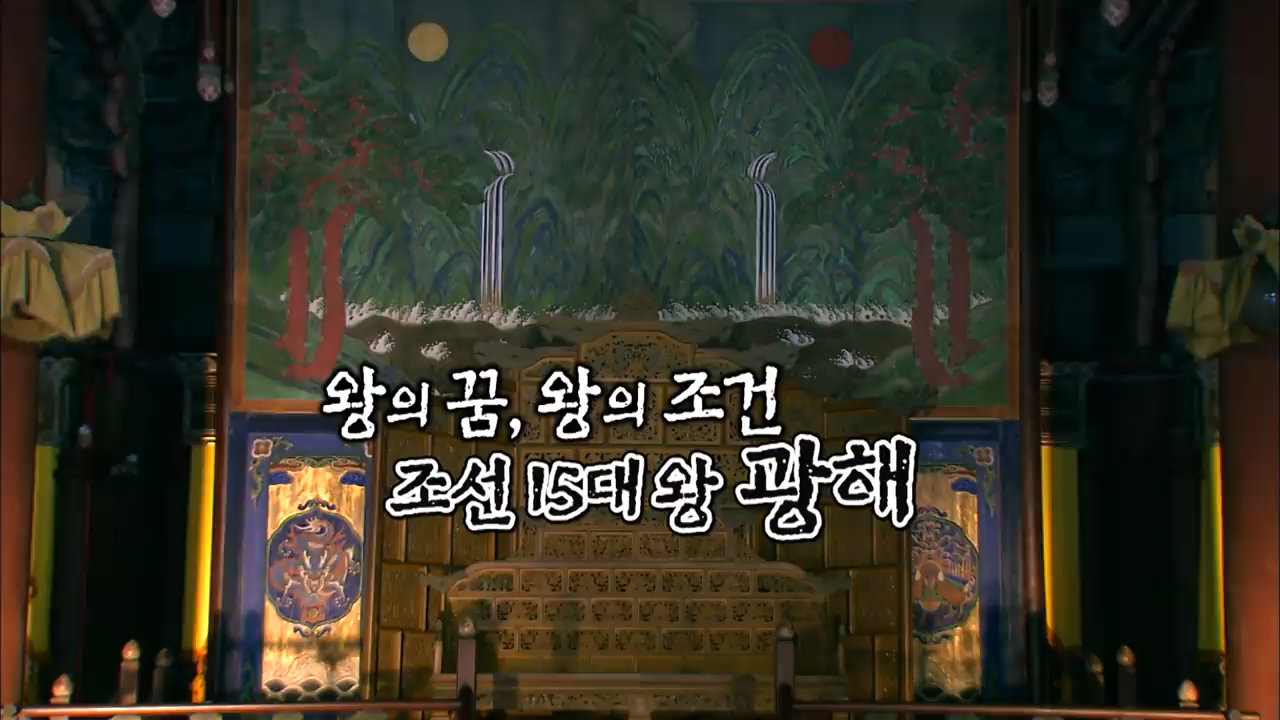 왕의 꿈, 왕의 조건
조선 15대 왕 광해